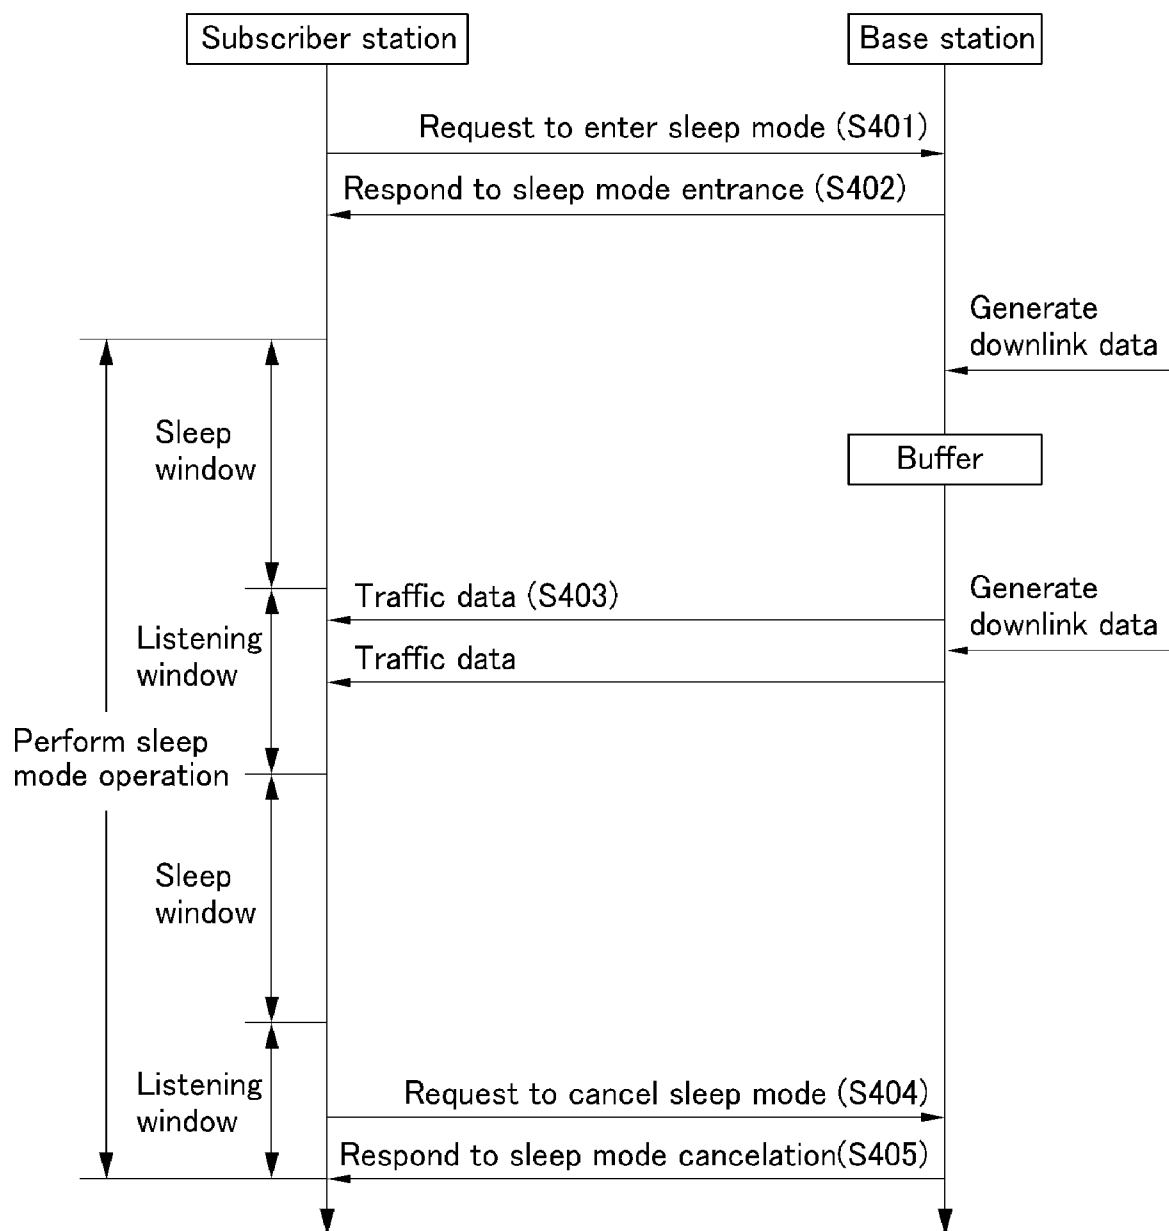 Subscriber station
Base station
Request to enter sleep mode (S401)
Respond to sleep mode entrance (S402)
Generate
downlink data
Sleep
window
Buffer
Traffic data (S403)
Generate
downlink data
Listening
window
Traffic data
Perform sleep
mode operation
Sleep
window
Listening
window
Request to cancel sleep mode (S404)
Respond to sleep mode cancelation(S405)